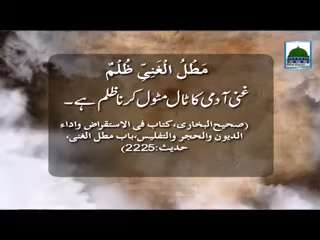 مَطْلُ الْغَنِيِّ ظُلْمٌ
غنی آدمی کا ٹال مٹول کرنا ظلم ہے۔
(صحیح البخاری، کتاب فی الاستقراض واداء
الدیون والحجر والتفلیس، باب مطل الغنی،
حدیث:2225)